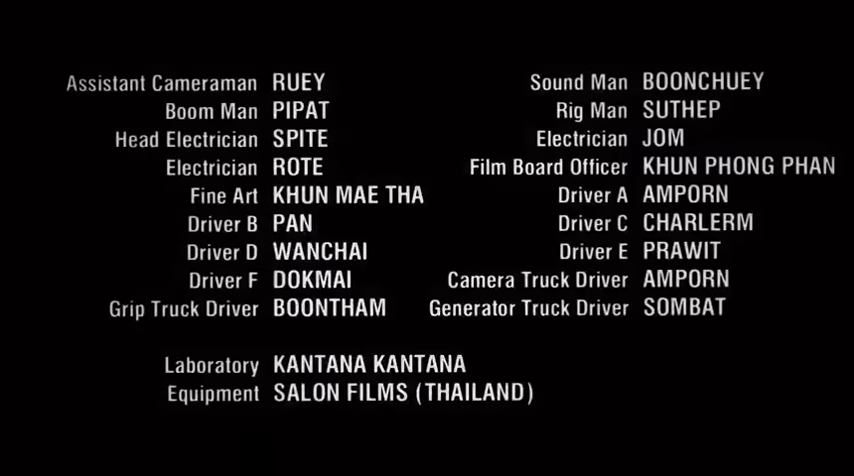 Assistant Cameraman RUEY Sound Man BOONCHUEY
Boom Man PIPAT Rig Man SUTHEP
Head Electrician SPITE Electrician JOM
Electrician ROTE Film Board Officer KHUN PHONG PHAN
Fine Art KHUN MAE THA Driver A AMPORN
Driver B PAN Driver C CHARLERM
Driver D WANCHAI Driver E PRAWIT
Driver F DOKMAI Camera Truck Driver AMPORN
Grip Truck Driver BOONTHAM Generator Truck Driver SOMBAT
Laboratory KANTANA KANTANA
Equipment SALON FILMS (THAILAND)